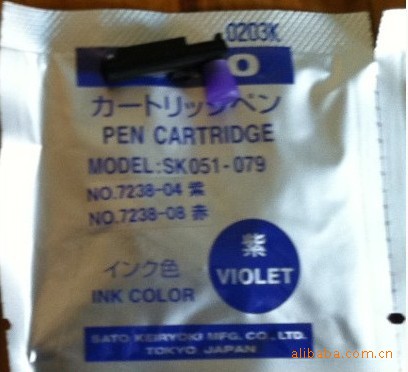 0203K
O
カートリッジペン
PEN CARTRIDGE
MODEL:SK051-079
NO.7238-04 紫
NO.7238-08 赤
インク色
INK COLOR
紫
VIOLET
SATO KEIRYOKI MFG. CO., LTD.
TOKYO JAPAN
alibaba.com.cn